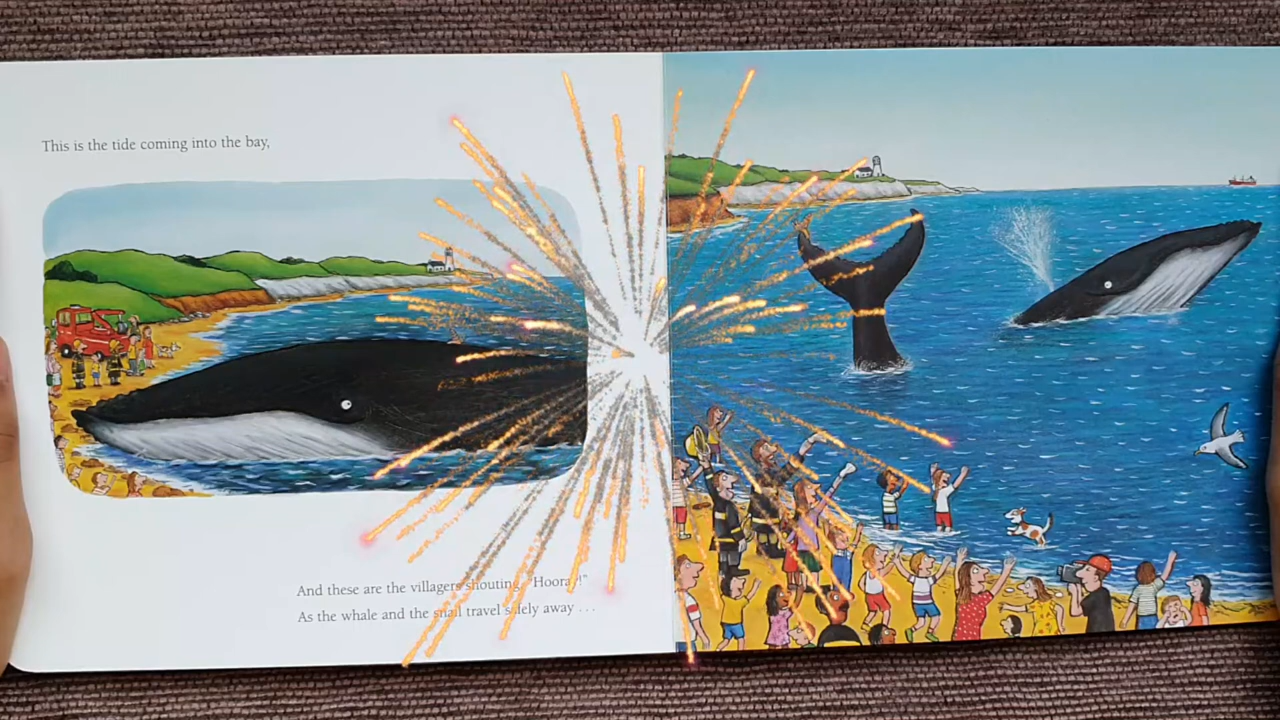 This is the tide coming into the bay,
And these are the villagers shouting, "Hooray!"
As the whale and the snail travel safely away . . .